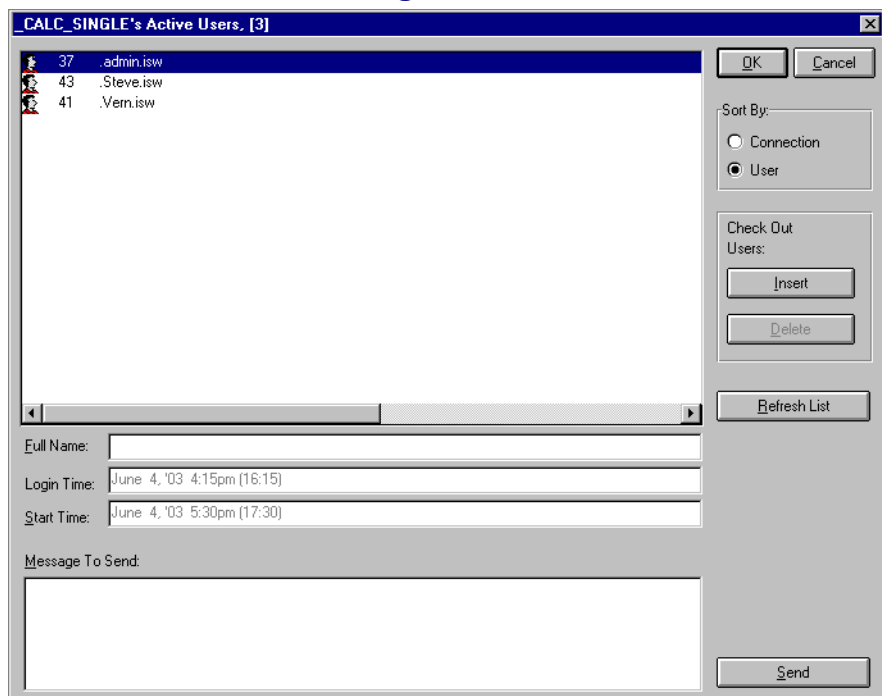 _CALC_SINGLE's Active Users, [3]
37 .admin.isw
43 .Steve.isw
41 .Vern.isw
OK
Cancel
Sort By:
Connection
User
Check Out
Users:
Insert
Delete
Refresh List
Full Name:
Login Time: June 4, '03 4:15pm (16:15)
Start Time: June 4, '03 5:30pm (17:30)
Message To Send:
Send